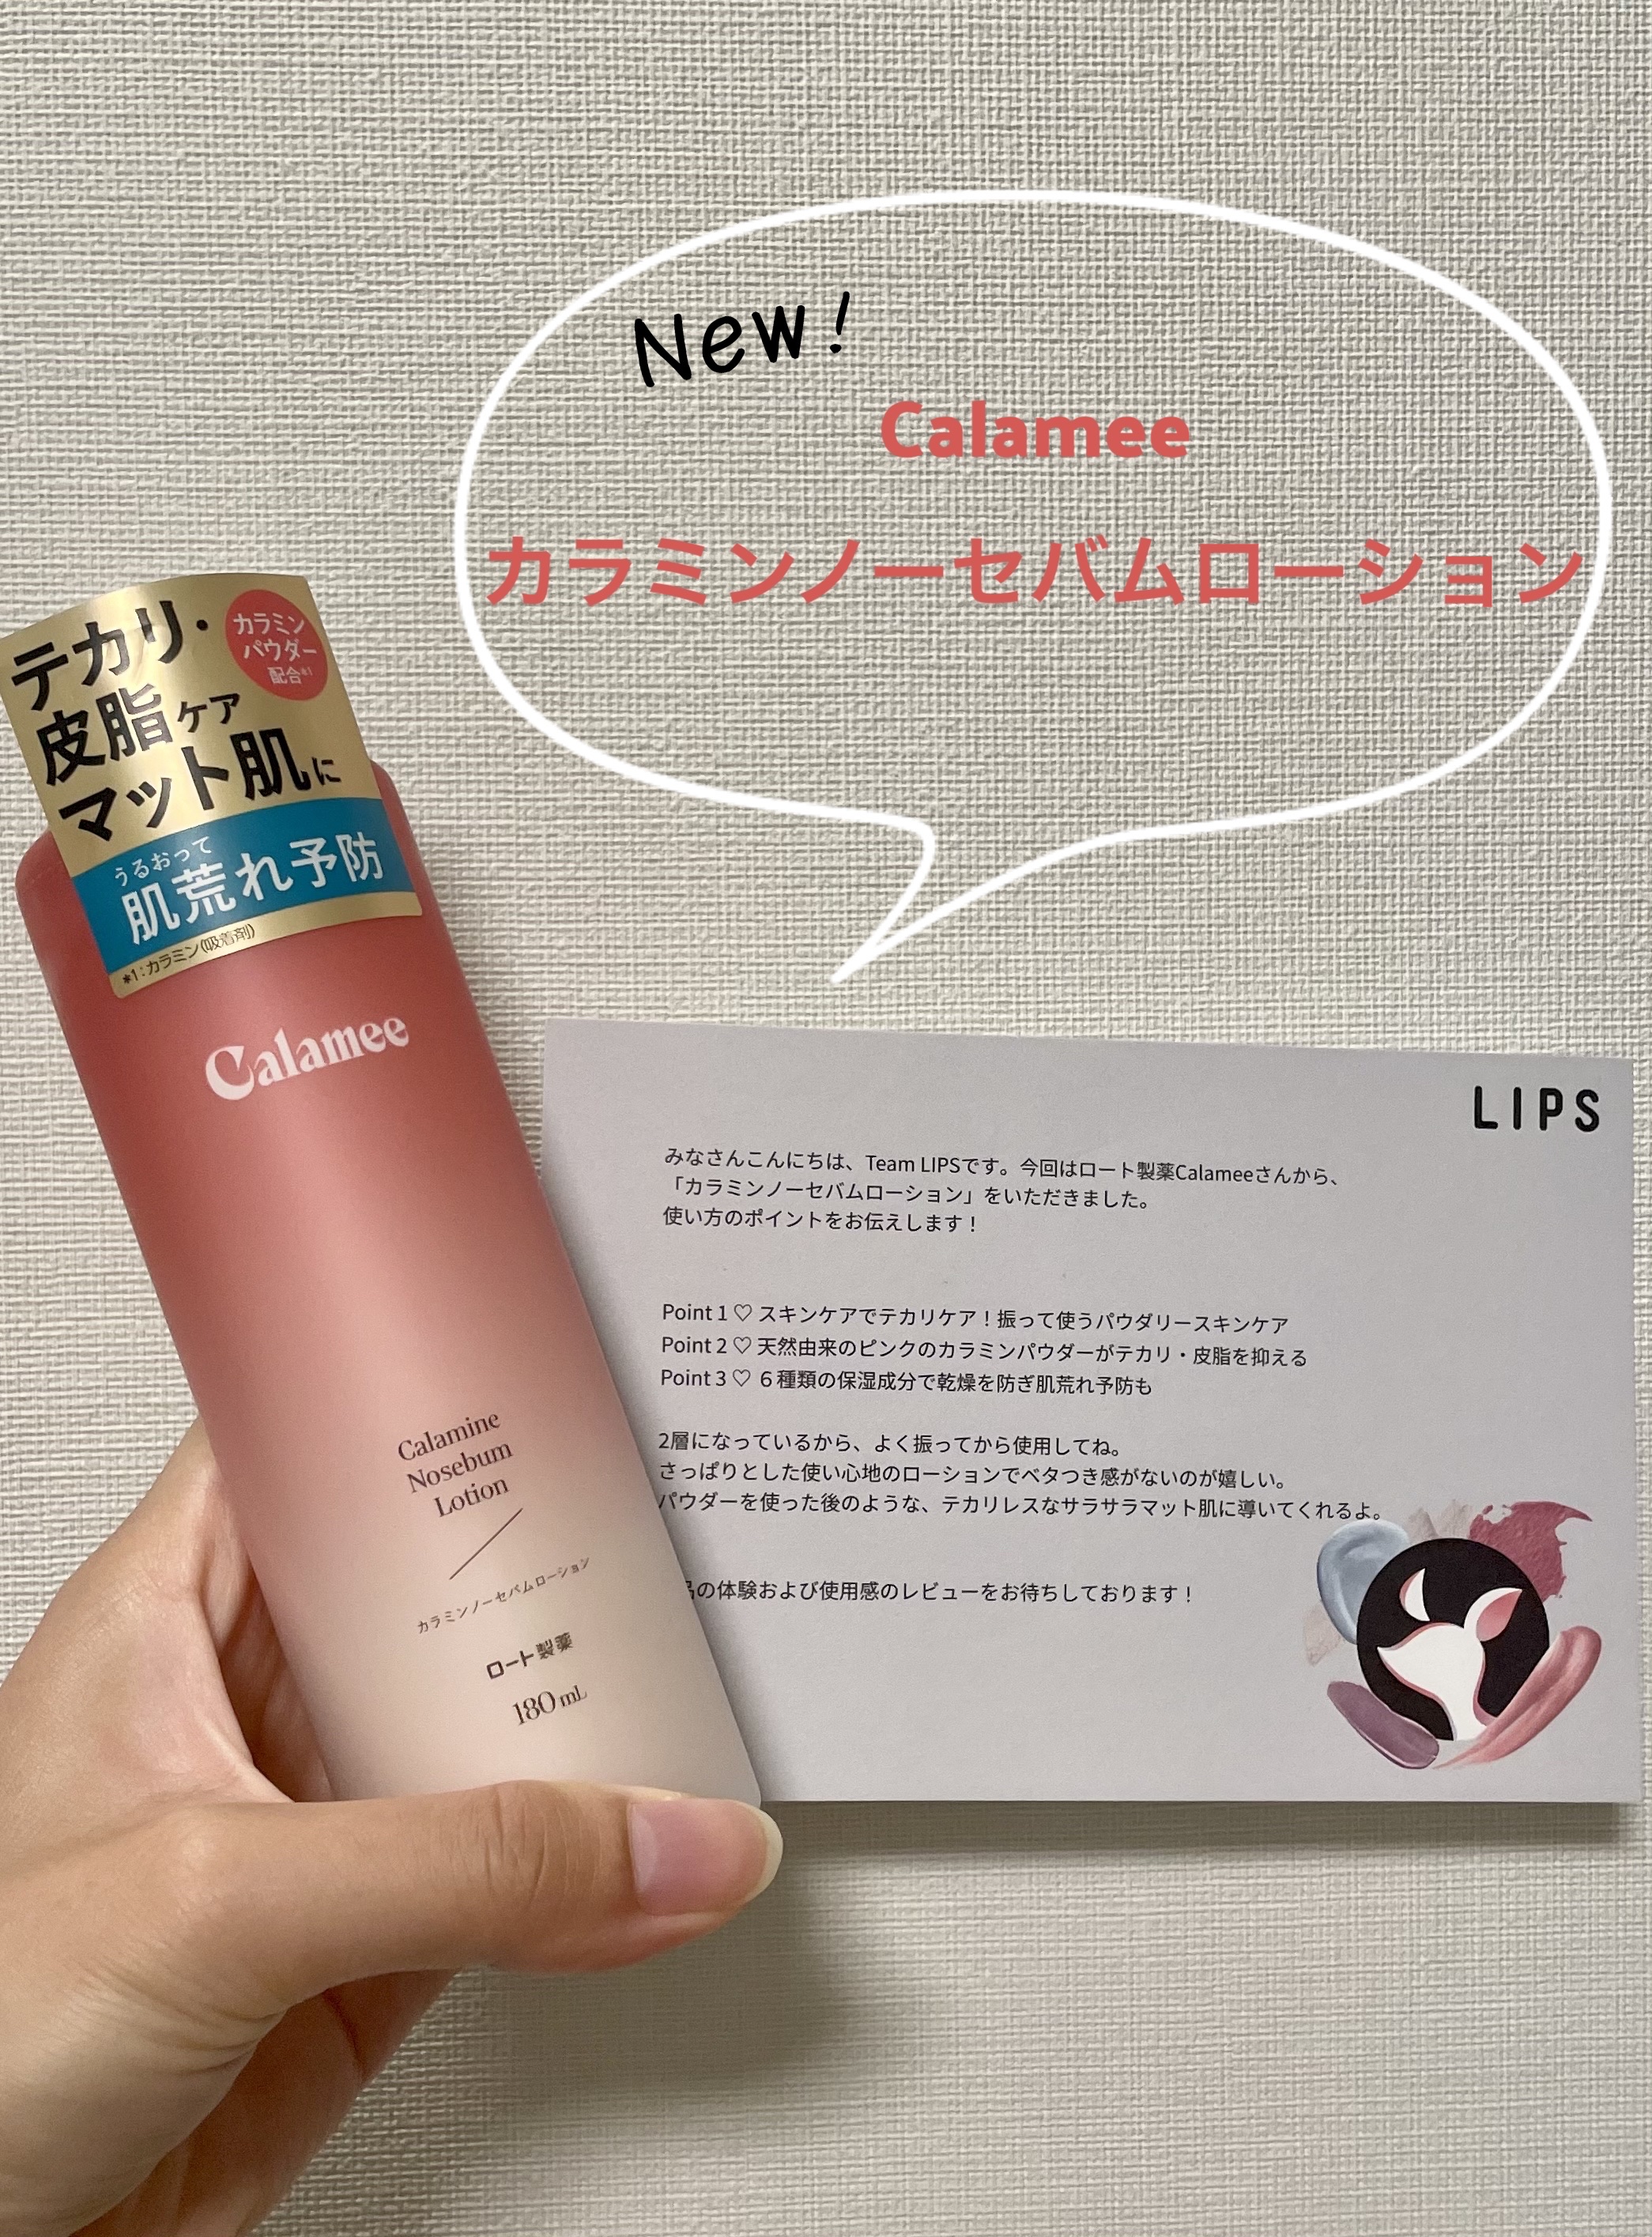 New!
Calamee
カラミンノーセバムローション
テカリ・
皮脂ケア
マット肌に
カラミン
パウダー
配合*1
うるおって
肌荒れ予防
*1:カラミン(吸着剤)
Calamee
Calamine
Nosebum
Lotion
カラミンノーセバムローション
ロート製薬
180mL
LIPS
みなさんこんにちは、Team LIPSです。今回はロート製薬Calameeさんから、
「カラミンノーセバムローション」をいただきました。
使い方のポイントをお伝えします!
Point 1 ♡ スキンケアでテカリケア!振って使うパウダリースキンケア
Point 2 ♡ 天然由来のピンクのカラミンパウダーがテカリ・皮脂を抑える
Point 3 ♡ 6種類の保湿成分で乾燥を防ぎ肌荒れ予防も
2層になっているから、よく振ってから使用してね。
さっぱりとした使い心地のローションでベタつき感がないのが嬉しい。
パウダーを使った後のような、テカリレスなサラサラマット肌に導いてくれるよ。
の体験および使用感のレビューをお待ちしております!